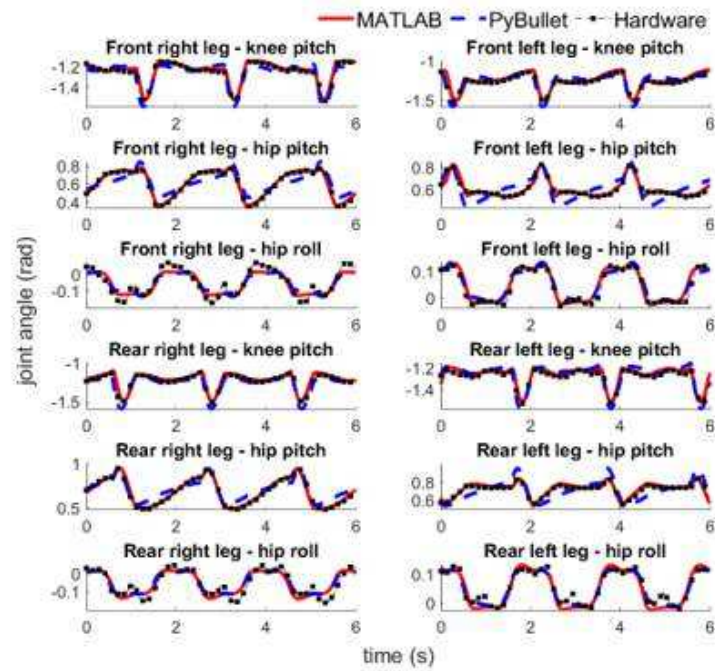 MATLAB PyBullet Hardware
Front right leg - knee pitch Front left leg - knee pitch
-1.2 -1
-1.4 -1.5
0 2 4 6 0 2 4 6
Front right leg - hip pitch Front left leg - hip pitch
0.8 0.8
0.6 0.6
0.4
0 2 4 6 0 2 4 6
Front right leg - hip roll Front left leg - hip roll
0 0.1
-0.1 0
0 2 4 6 0 2 4 6
joint angle (rad)
Rear right leg - knee pitch Rear left leg - knee pitch
-1 -1.2
-1.5 -1.4
0 2 4 6 0 2 4 6
Rear right leg - hip pitch Rear left leg - hip pitch
1 0.8
0.5 0.6
0 2 4 6 0 2 4 6
Rear right leg - hip roll Rear left leg - hip roll
0 0.1
-0.1 0
0 2 4 6 0 2 4 6
time (s)